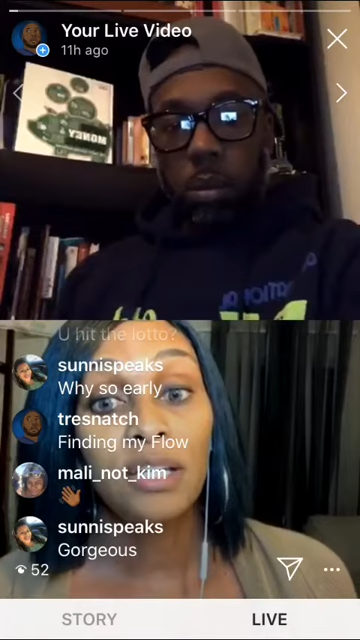 Your Live Video
11h ago
MONEY
U hit the lotto?
sunnispeaks
Why so early
tresnatch
Finding my Flow
mali_not_kim
👋🏾
sunnispeaks
Gorgeous
52
STORY
LIVE